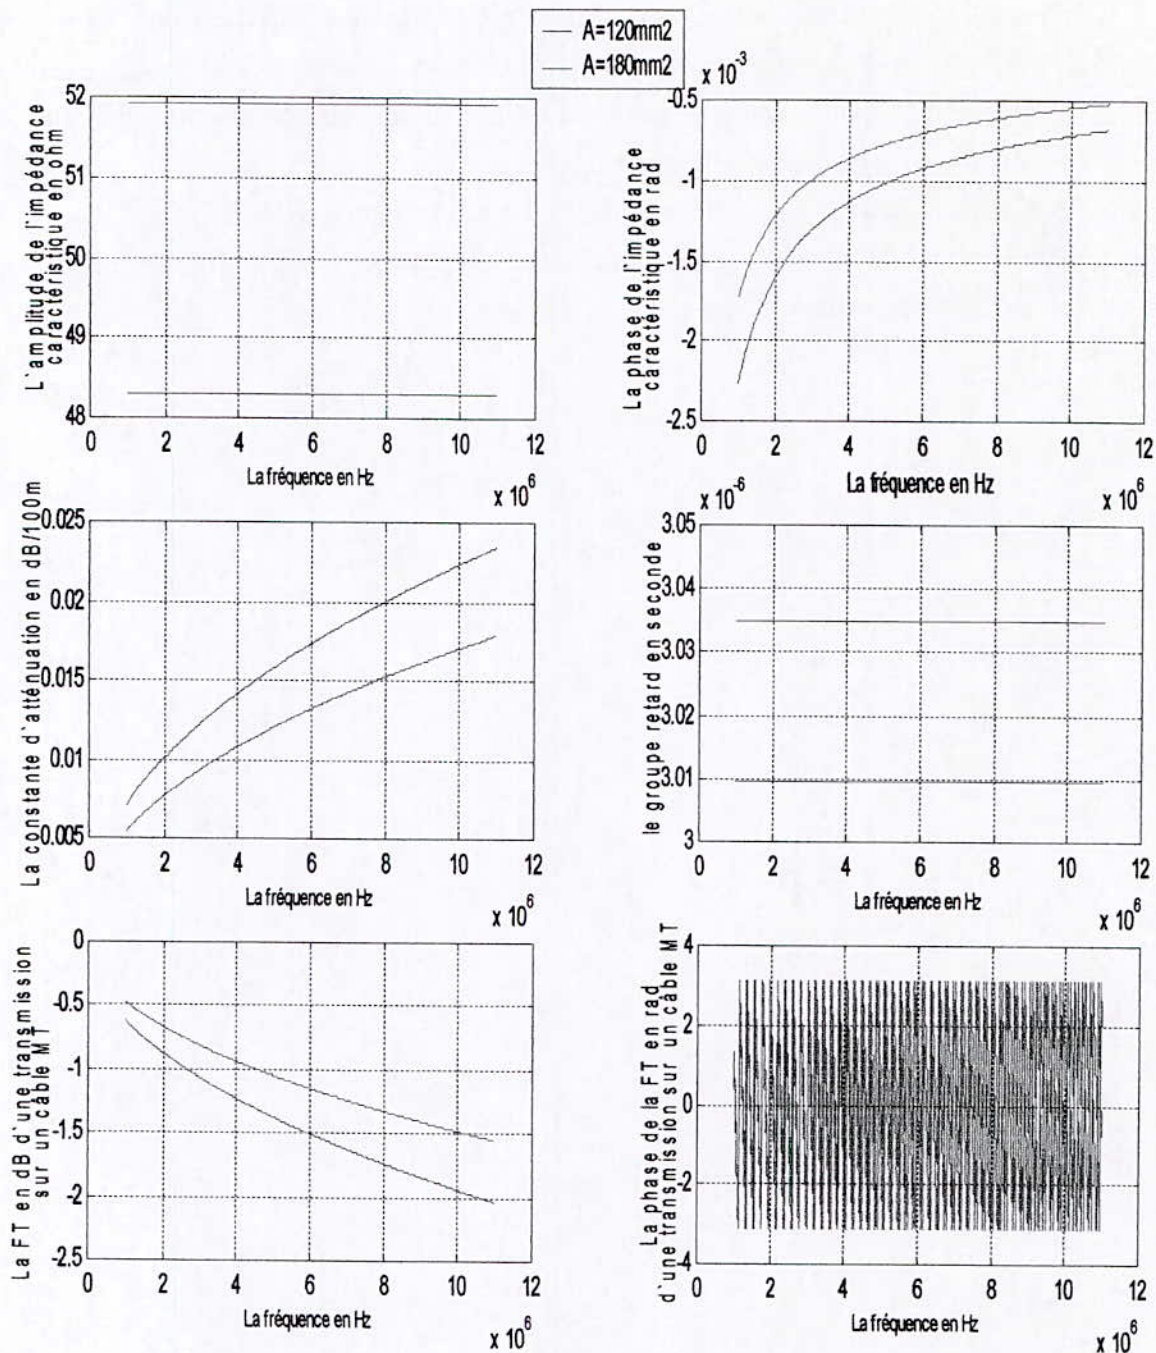 A=120mm2
A=180mm2
L'amplitude de l'impédance
caractéristique en ohm
52
51
50
49
48
0 2 4 6 8 10 12
La fréquence en Hz
x 10^6
x 10^-3
La phase de l'impédance
caractéristique en rad
-0.5
-1
-1.5
-2
-2.5
0 2 4 6 8 10 12
La fréquence en Hz
x 10^6
La constante d'atténuation en dB/100m
0.025
0.02
0.015
0.01
0.005
0 2 4 6 8 10 12
La fréquence en Hz
x 10^6
x 10^-6
le groupe retard en seconde
3.05
3.04
3.03
3.02
3.01
3
0 2 4 6 8 10 12
La fréquence en Hz
x 10^6
La FT en dB d'une transmission
sur un câble MT
0
-0.5
-1
-1.5
-2
-2.5
0 2 4 6 8 10 12
La fréquence en Hz
x 10^6
La phase de la FT en rad
d'une transmission sur un câble MT
4
2
0
-2
-4
0 2 4 6 8 10 12
La fréquence en Hz
x 10^6